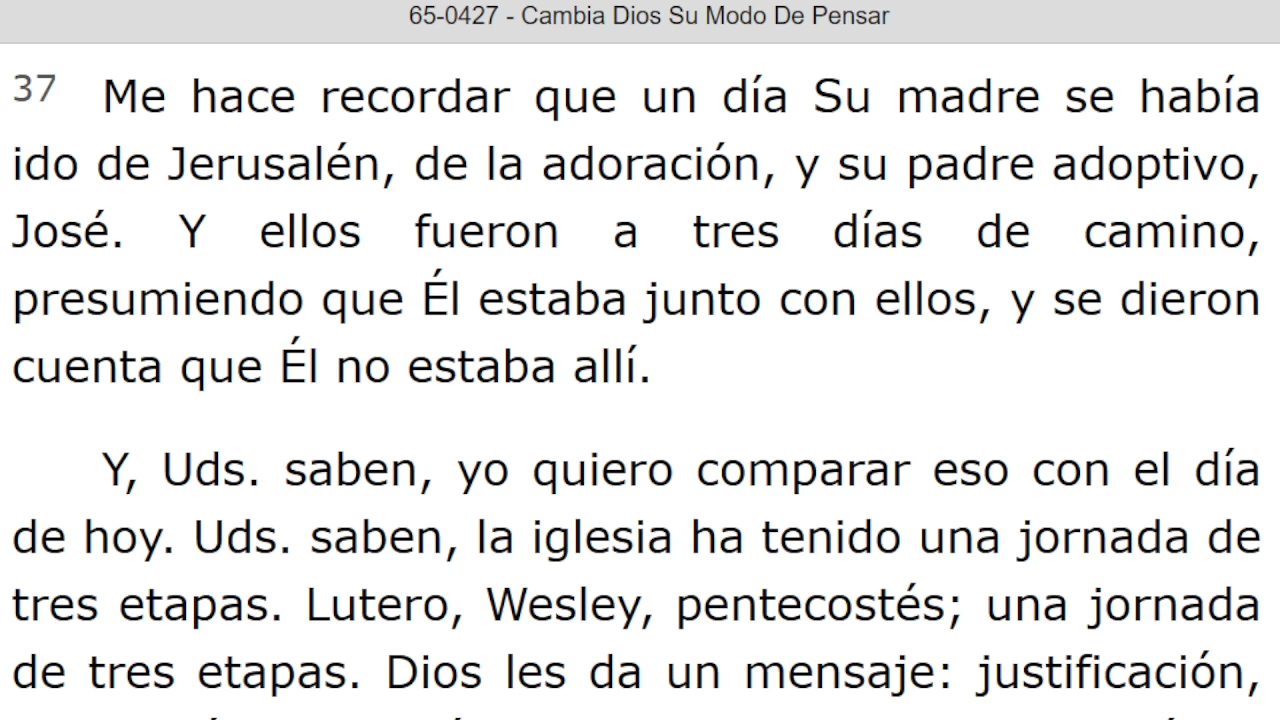 65-0427 - Cambia Dios Su Modo De Pensar
37 Me hace recordar que un día Su madre se había
ido de Jerusalén, de la adoración, y su padre adoptivo,
José. Y ellos fueron a tres días de camino,
presumiendo que Él estaba junto con ellos, y se dieron
cuenta que Él no estaba allí.
Y, Uds. saben, yo quiero comparar eso con el día
de hoy. Uds. saben, la iglesia ha tenido una jornada de
tres etapas. Lutero, Wesley, pentecostés; una jornada
de tres etapas. Dios les da un mensaje: justificación,